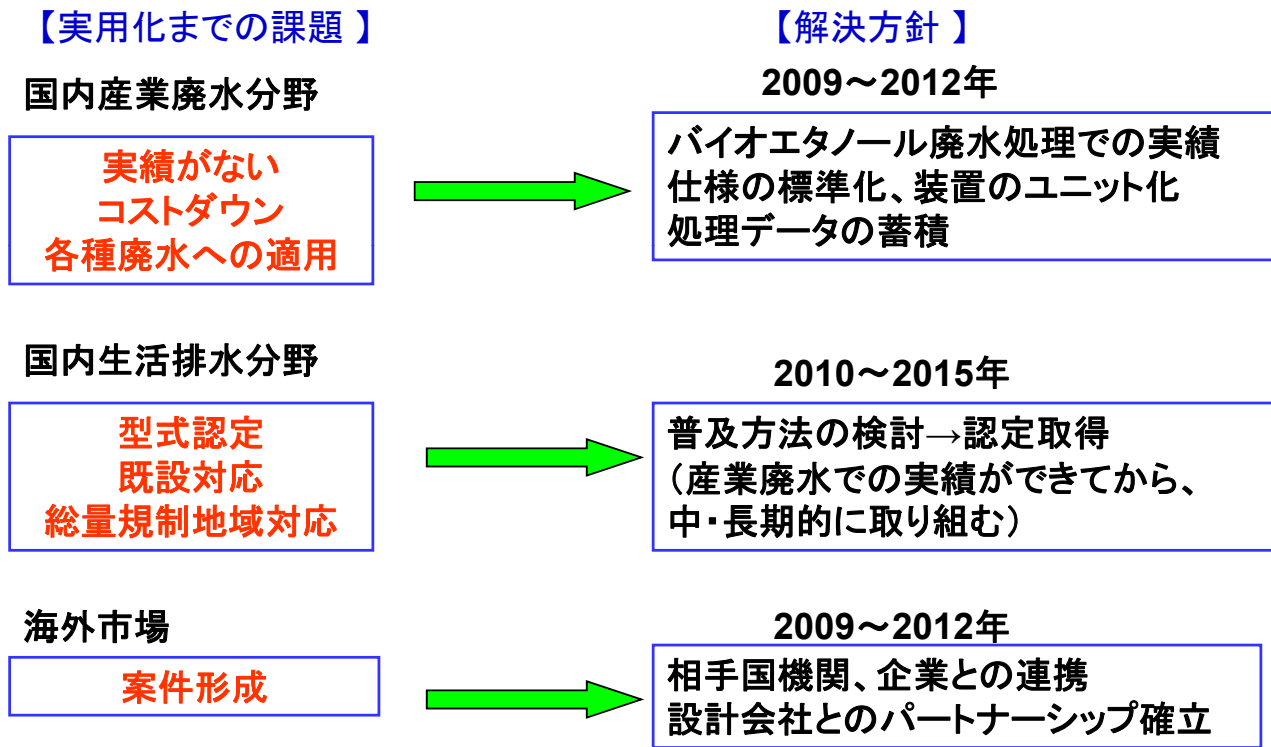 【実用化までの課題 】
【解決方針 】
国内産業廃水分野
2009～2012年
実績がない
コストダウン
各種廃水への適用
バイオエタノール廃水処理での実績
仕様の標準化、装置のユニット化
処理データの蓄積
国内生活排水分野
2010～2015年
型式認定
既設対応
総量規制地域対応
普及方法の検討→認定取得
（産業廃水での実績ができてから、
中・長期的に取り組む）
海外市場
2009～2012年
案件形成
相手国機関、企業との連携
設計会社とのパートナーシップ確立